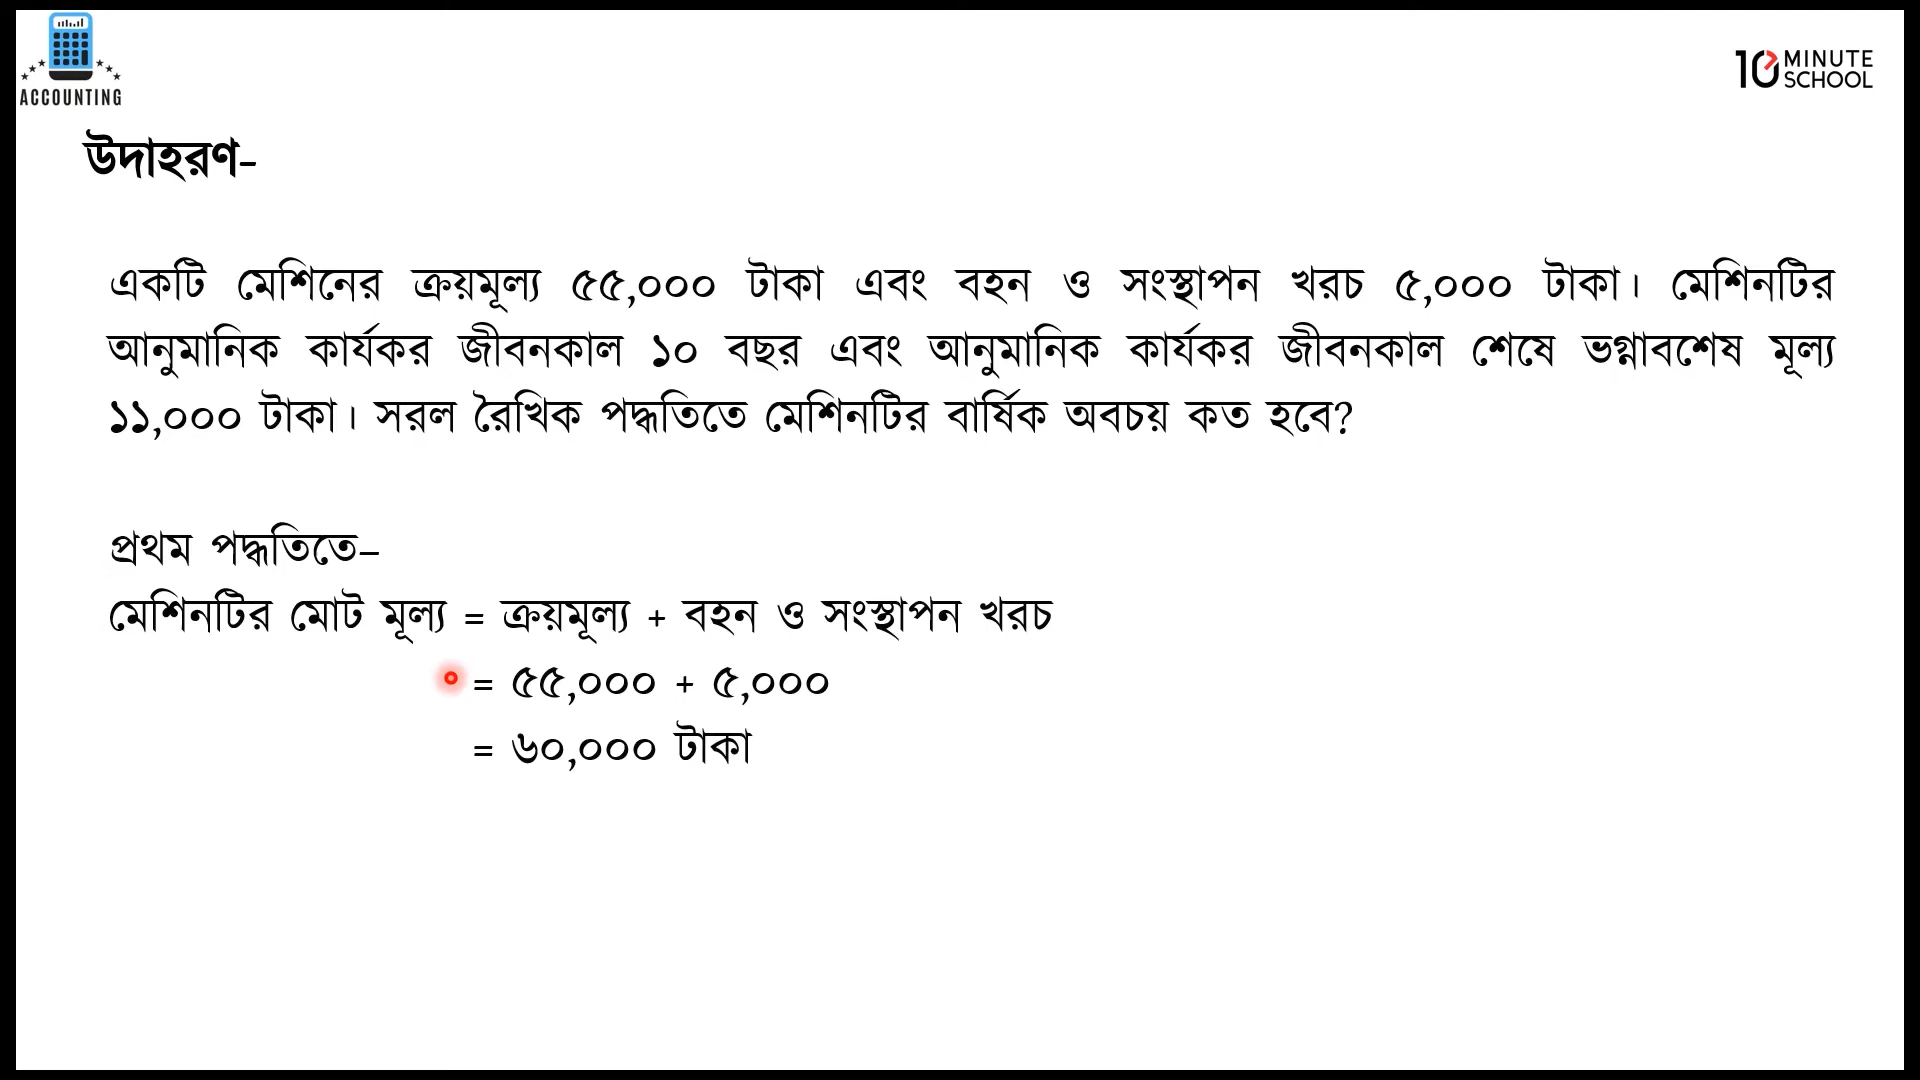 ACCOUNTING
10 MINUTE SCHOOL
উদাহরণ-
একটি মেশিনের ক্রয়মূল্য ৫৫,০০০ টাকা এবং বহন ও সংস্থাপন খরচ ৫,০০০ টাকা। মেশিনটির
আনুমানিক কার্যকর জীবনকাল ১০ বছর এবং আনুমানিক কার্যকর জীবনকাল শেষে ভগ্নাবশেষ মূল্য
১১,০০০ টাকা। সরল রৈখিক পদ্ধতিতে মেশিনটির বার্ষিক অবচয় কত হবে?
প্রথম পদ্ধতিতে–
মেশিনটির মোট মূল্য = ক্রয়মূল্য + বহন ও সংস্থাপন খরচ
= ৫৫,০০০ + ৫,০০০
= ৬০,০০০ টাকা